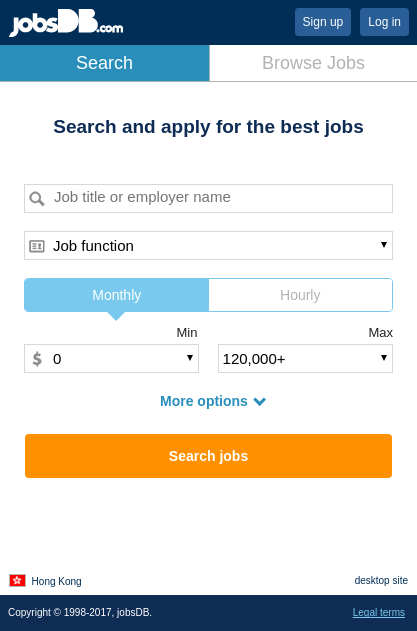 jobsDB.com
Sign up
Log in
Search
Browse Jobs
Search and apply for the best jobs
Job title or employer name
Job function
Monthly
Hourly
Min
Max
$ 0
120,000+
More options
Search jobs
Hong Kong
desktop site
Copyright © 1998-2017, jobsDB.
Legal terms